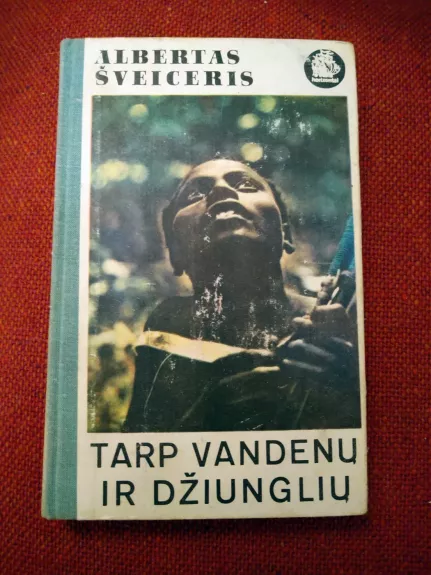 ALBERTAS
ŠVEICERIS
TARP VANDENŲ
IR DŽIUNGLIŲ